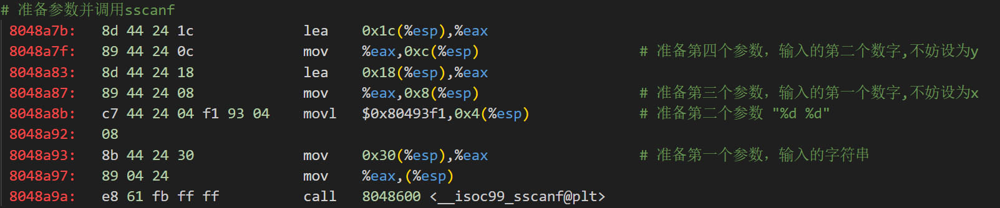 # 准备参数并调用sscanf
8048a7b: 8d 44 24 1c lea 0x1c(%esp),%eax
8048a7f: 89 44 24 0c mov %eax,0xc(%esp) # 准备第四个参数，输入的第二个数字,不妨设为y
8048a83: 8d 44 24 18 lea 0x18(%esp),%eax
8048a87: 89 44 24 08 mov %eax,0x8(%esp) # 准备第三个参数，输入的第一个数字,不妨设为x
8048a8b: c7 44 24 04 f1 93 04 movl $0x80493f1,0x4(%esp) # 准备第二个参数 "%d %d"
8048a92: 08
8048a93: 8b 44 24 30 mov 0x30(%esp),%eax # 准备第一个参数，输入的字符串
8048a97: 89 04 24 mov %eax,(%esp)
8048a9a: e8 61 fb ff ff call 8048600 <__isoc99_sscanf@plt>